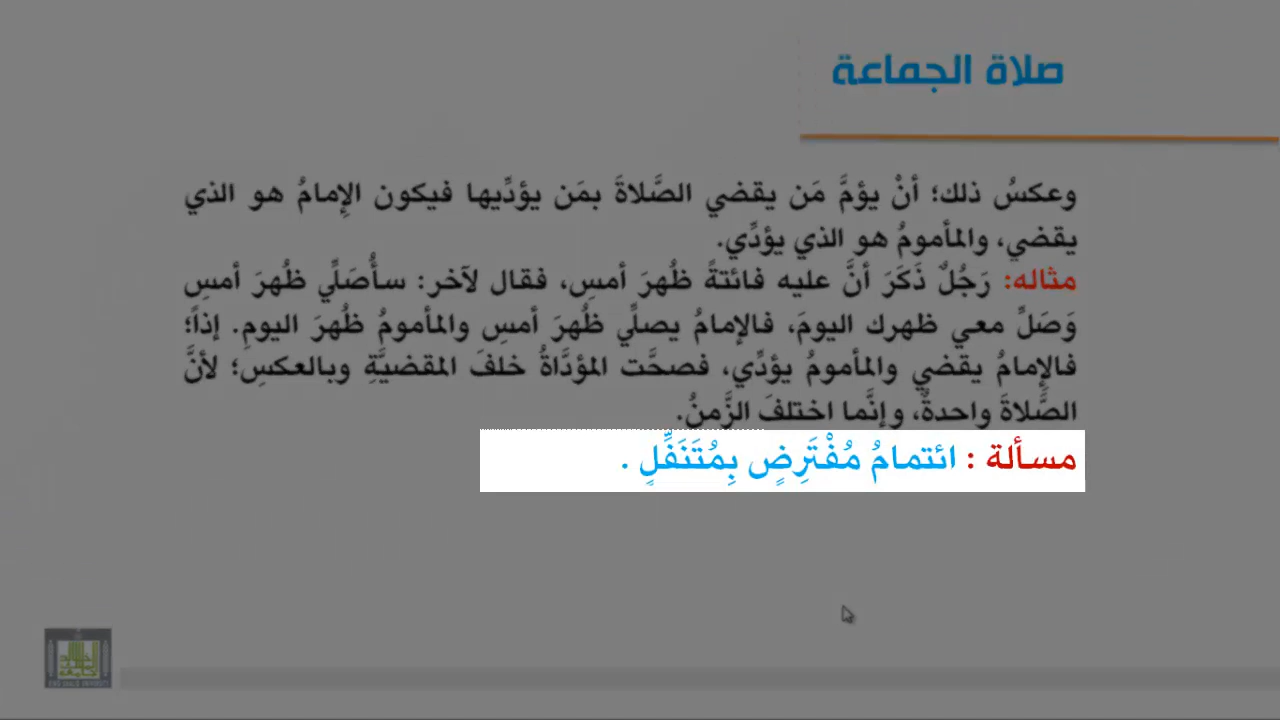 صلاة الجماعة
وعكسُ ذلك؛ أنْ يؤمَّ مَن يقضي الصَّلاةَ بمَن يؤدِّيها فيكون الإمامُ هو الذي
يقضي، والمأمومُ هو الذي يؤدِّي.
مثاله: رَجُلٌ ذَكَرَ أنَّ عليه فائتةً ظُهرَ أمسِ، فقال لآخر: سأُصَلِّي ظُهرَ أمسِ
وَصَلِّ معي ظهرك اليومَ، فالإمامُ يصلِّي ظُهرَ أمسِ والمأمومُ ظُهرَ اليومِ. إذاً؛
فالإمامُ يقضي والمأمومُ يؤدِّي، فصحَّت المؤدَّاةُ خلفَ المقضيَّةِ وبالعكسِ؛ لأنَّ
الصَّلاةَ واحدةٌ، وإنَّما اختلفَ الزَّمنُ.
مسألة : ائتمامُ مُفْتَرِضٍ بِمُتَنَفِّلٍ .